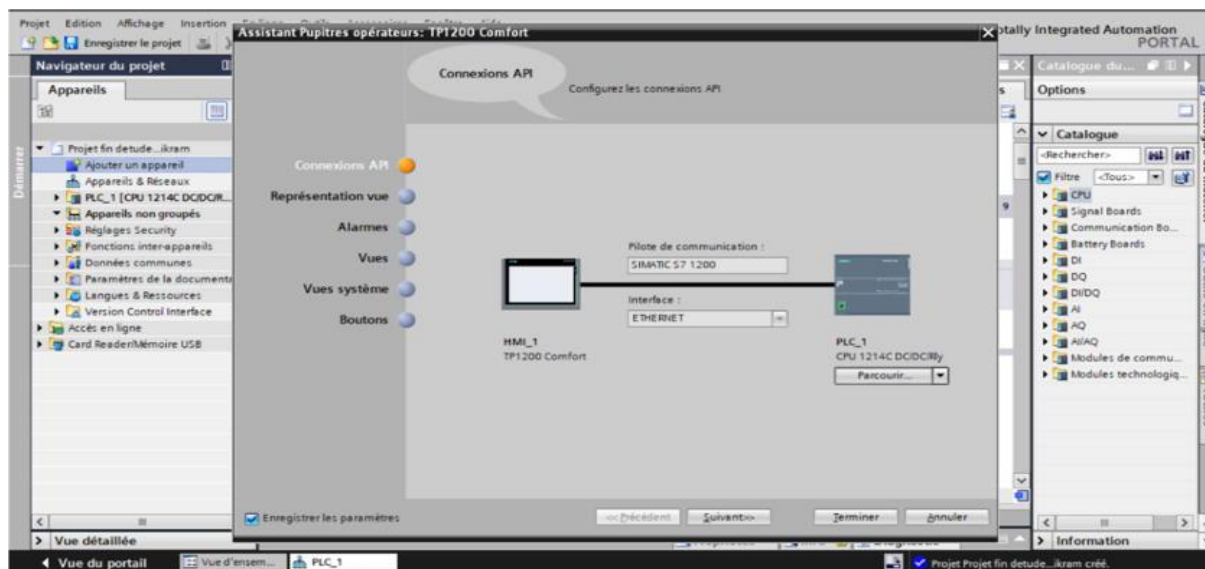 Projet Edition Affichage Insertion
Totally Integrated Automation
PORTAL
Enregistrer le projet
Assistant Pupitres opérateurs: TP1200 Comfort
Navigateur du projet
Appareils
Démarrer
Projet fin detude...ikram
Ajouter un appareil
Appareils & Réseaux
PLC_1 [CPU 1214C DC/DC/R...
Appareils non groupés
Réglages Security
Fonctions inter-appareils
Données communes
Paramètres de la documenta
Langues & Ressources
Version Control Interface
Accès en ligne
Card Reader/Mémoire USB
Vue détaillée
Connexions API
Configurez les connexions API
Connexions API
Représentation vue
Alarmes
Vues
Vues système
Boutons
Pilote de communication :
SIMATIC S7 1200
Interface :
ETHERNET
HMI_1
TP1200 Comfort
PLC_1
CPU 1214C DC/DC/Rly
Parcourir...
Enregistrer les paramètres
<< Précédent
Suivant>>
Terminer
Annuler
Catalogue du...
Options
Catalogue
<Rechercher>
Filtre <Tous>
CPU
Signal Boards
Communication Bo...
Battery Boards
DI
DQ
DI/DQ
AI
AQ
AI/AQ
Modules de commu...
Modules technologiq...
Information
Vue du portail
Vue d'ensem...
PLC_1
Projet Projet fin detude...ikram créé.